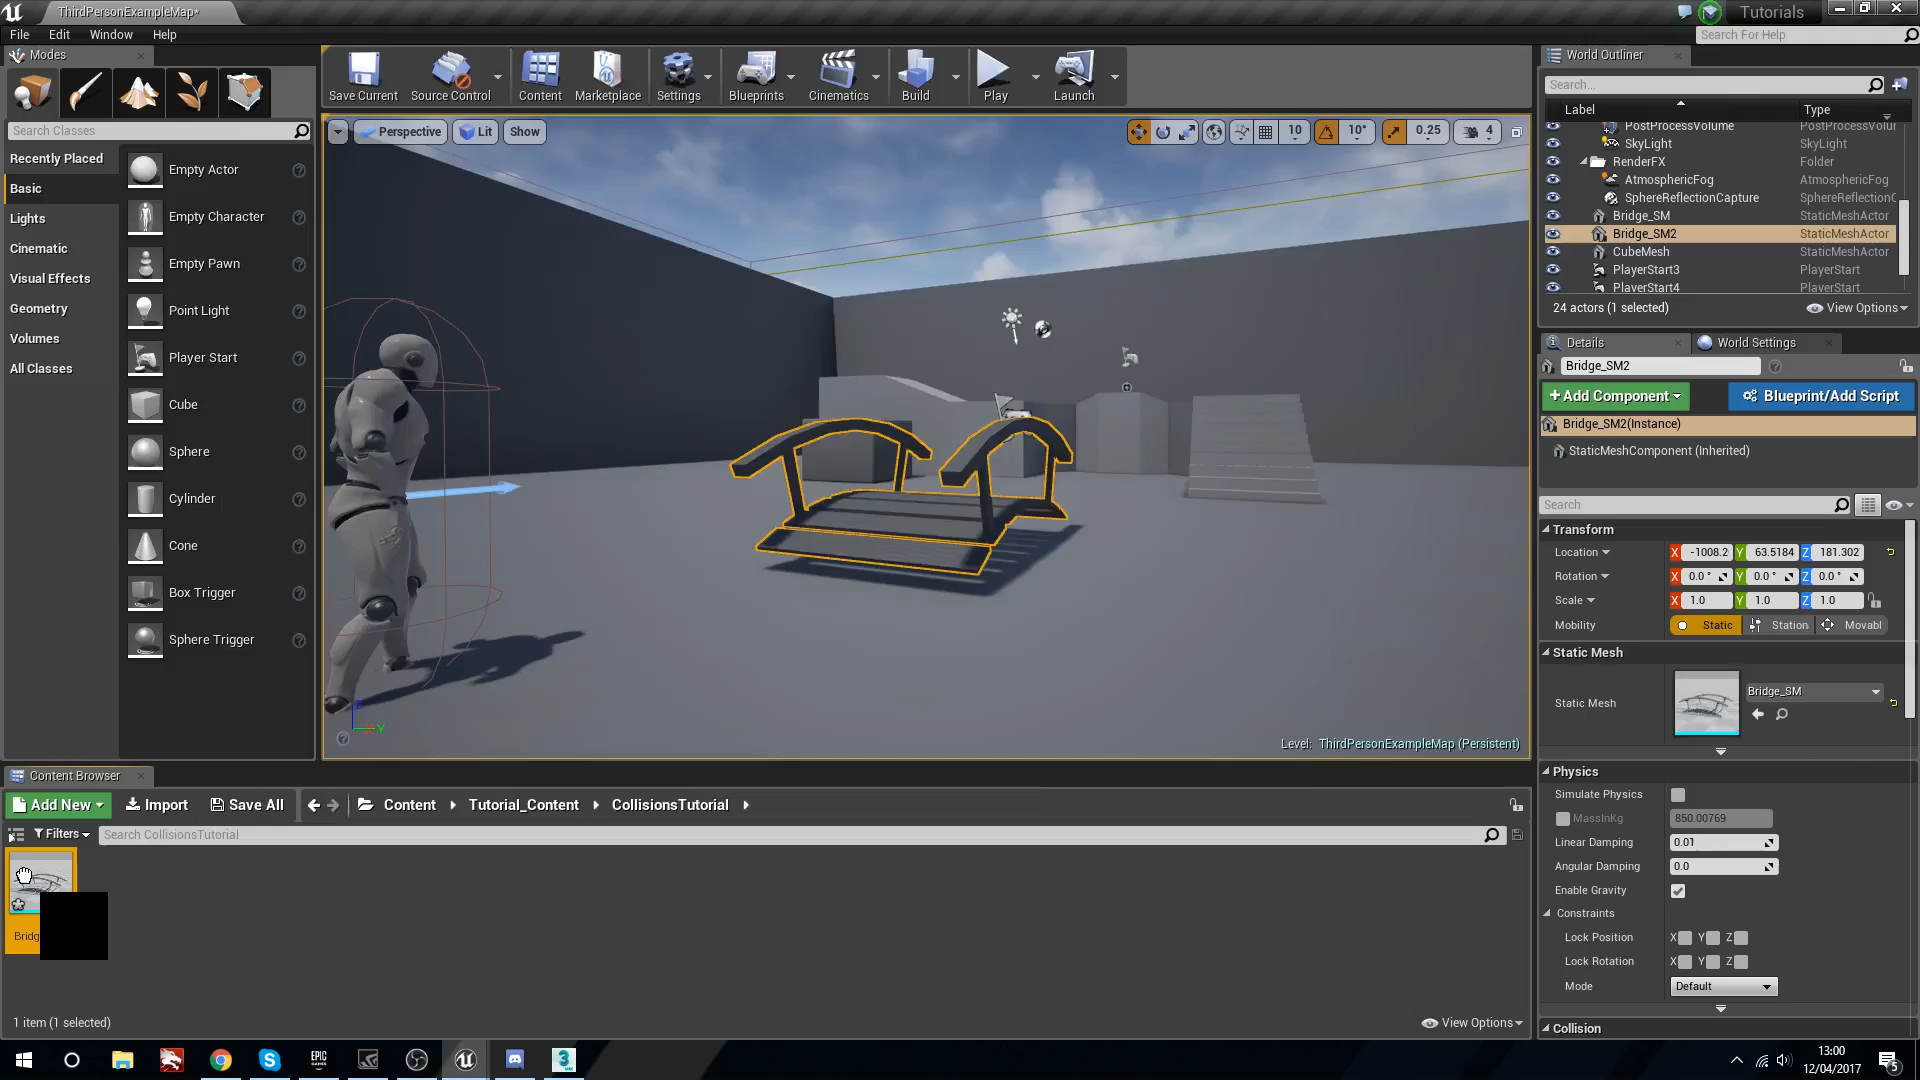 ThirdPersonExampleMap*
Tutorials
File Edit Window Help
Search For Help
Modes
Save Current
Source Control
Content
Marketplace
Settings
Blueprints
Cinematics
Build
Play
Launch
Search Classes
Recently Placed
Basic
Lights
Cinematic
Visual Effects
Geometry
Volumes
All Classes
Empty Actor
Empty Character
Empty Pawn
Point Light
Player Start
Cube
Sphere
Cylinder
Cone
Box Trigger
Sphere Trigger
Perspective
Lit
Show
10
10°
0.25
4
Level: ThirdPersonExampleMap (Persistent)
World Outliner
Search...
Label Type
PostProcessVolume PostProcessVolur
SkyLight SkyLight
RenderFX Folder
AtmosphericFog AtmosphericFog
SphereReflectionCapture SphereReflectionC
Bridge_SM StaticMeshActor
Bridge_SM2 StaticMeshActor
CubeMesh StaticMeshActor
PlayerStart3 PlayerStart
PlayerStart4 PlayerStart
24 actors (1 selected)
View Options
Details
World Settings
Bridge_SM2
+Add Component
Blueprint/Add Script
Bridge_SM2(Instance)
StaticMeshComponent (Inherited)
Search
Transform
Location X -1008.2 Y 63.5184 Z 181.302
Rotation X 0.0 ° Y 0.0 ° Z 0.0 °
Scale X 1.0 Y 1.0 Z 1.0
Mobility Static Station Movabl
Static Mesh
Static Mesh
Bridge_SM
Physics
Simulate Physics
MassInKg 850.00769
Linear Damping 0.01
Angular Damping 0.0
Enable Gravity
Constraints
Lock Position X Y Z
Lock Rotation X Y Z
Mode Default
Collision
Content Browser
Add New
Import
Save All
Content
Tutorial_Content
CollisionsTutorial
Filters
Search CollisionsTutorial
Bridg
1 item (1 selected)
View Options
EPIC
GAMES
3
13:00
12/04/2017
5